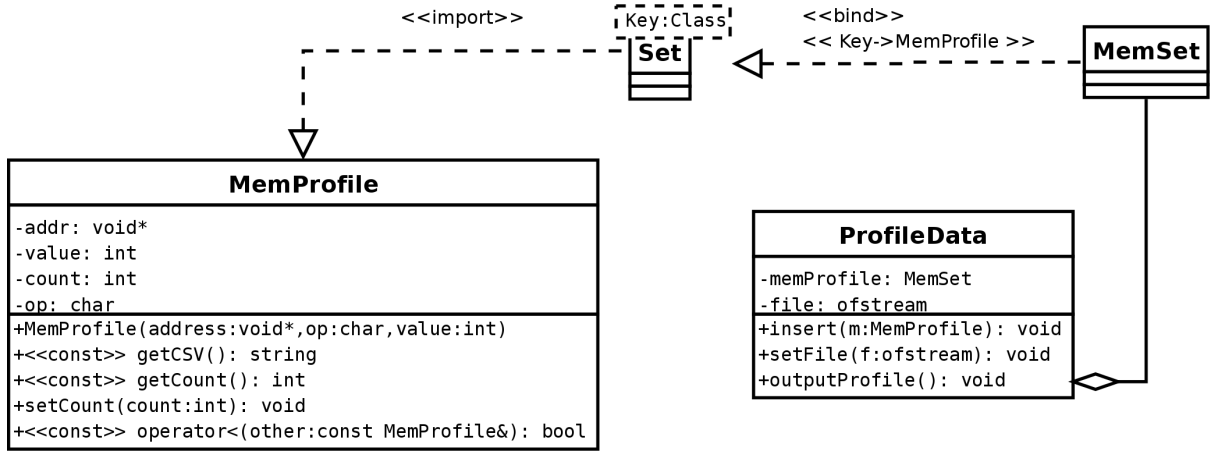 <<import>>
Key:Class
Set
<<bind>>
<< Key->MemProfile >>
MemSet
MemProfile
-addr: void*
-value: int
-count: int
-op: char
+MemProfile(address:void*,op:char,value:int)
+<<const>> getCSV(): string
+<<const>> getCount(): int
+setCount(count:int): void
+<<const>> operator<(other:const MemProfile&): bool
ProfileData
-memProfile: MemSet
-file: ofstream
+insert(m:MemProfile): void
+setFile(f:ofstream): void
+outputProfile(): void